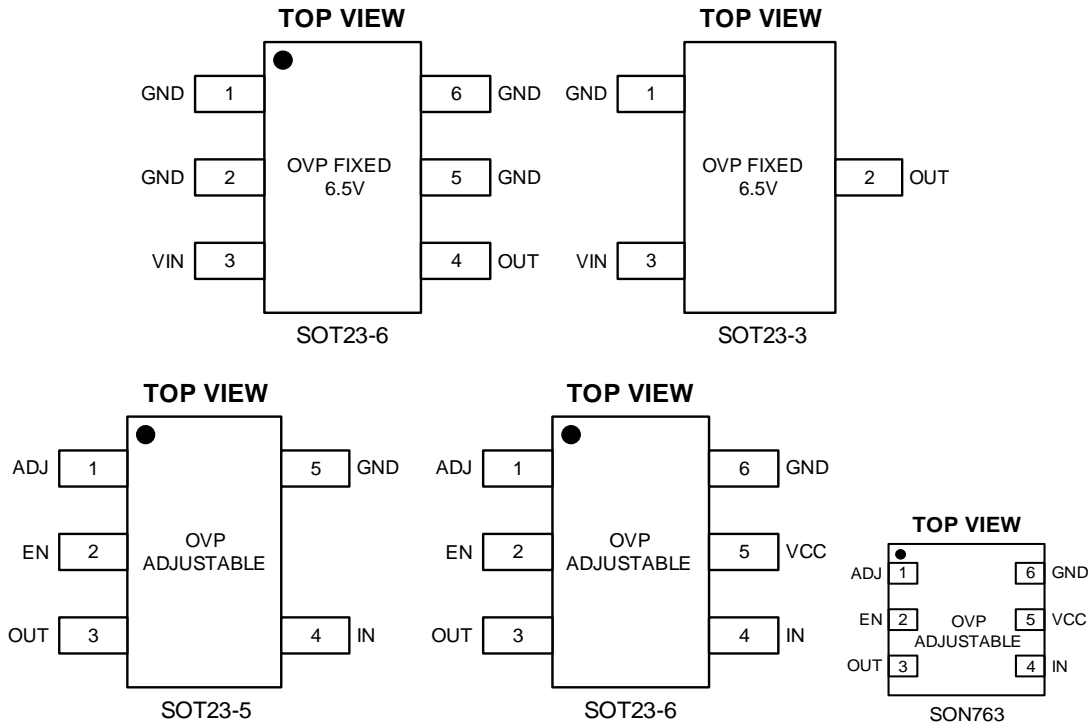 TOP VIEW
GND 1
6 GND
GND 2
OVP FIXED
6.5V
5 GND
VIN 3
4 OUT
SOT23-6
TOP VIEW
GND 1
OVP FIXED
6.5V
2 OUT
VIN 3
SOT23-3
TOP VIEW
ADJ 1
5 GND
EN 2
OVP
ADJUSTABLE
OUT 3
4 IN
SOT23-5
TOP VIEW
ADJ 1
6 GND
EN 2
OVP
ADJUSTABLE
5 VCC
OUT 3
4 IN
SOT23-6
TOP VIEW
ADJ 1
6 GND
EN 2
OVP
ADJUSTABLE
5 VCC
OUT 3
4 IN
SON763